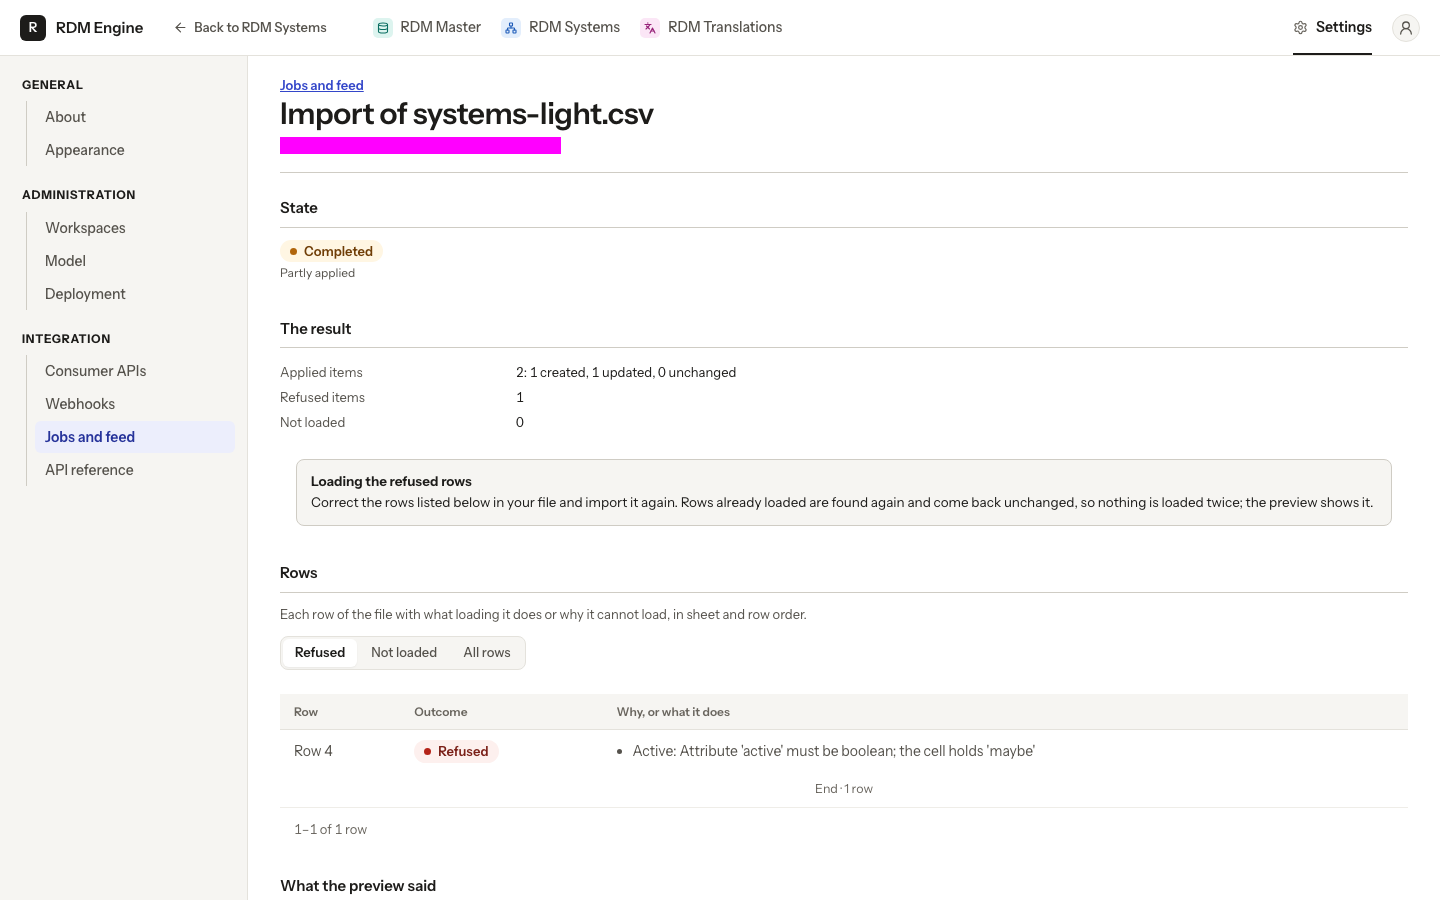 R RDM Engine
Back to RDM Systems
RDM Master
RDM Systems
RDM Translations
Settings
GENERAL
About
Appearance
ADMINISTRATION
Workspaces
Model
Deployment
INTEGRATION
Consumer APIs
Webhooks
Jobs and feed
API reference
Jobs and feed
Import of systems-light.csv
State
Completed
Partly applied
The result
Applied items 2: 1 created, 1 updated, 0 unchanged
Refused items 1
Not loaded 0
Loading the refused rows
Correct the rows listed below in your file and import it again. Rows already loaded are found again and come back unchanged, so nothing is loaded twice; the preview shows it.
Rows
Each row of the file with what loading it does or why it cannot load, in sheet and row order.
Refused Not loaded All rows
Row Outcome Why, or what it does
Row 4 Refused • Active: Attribute 'active' must be boolean; the cell holds 'maybe'
End · 1 row
1–1 of 1 row
What the preview said